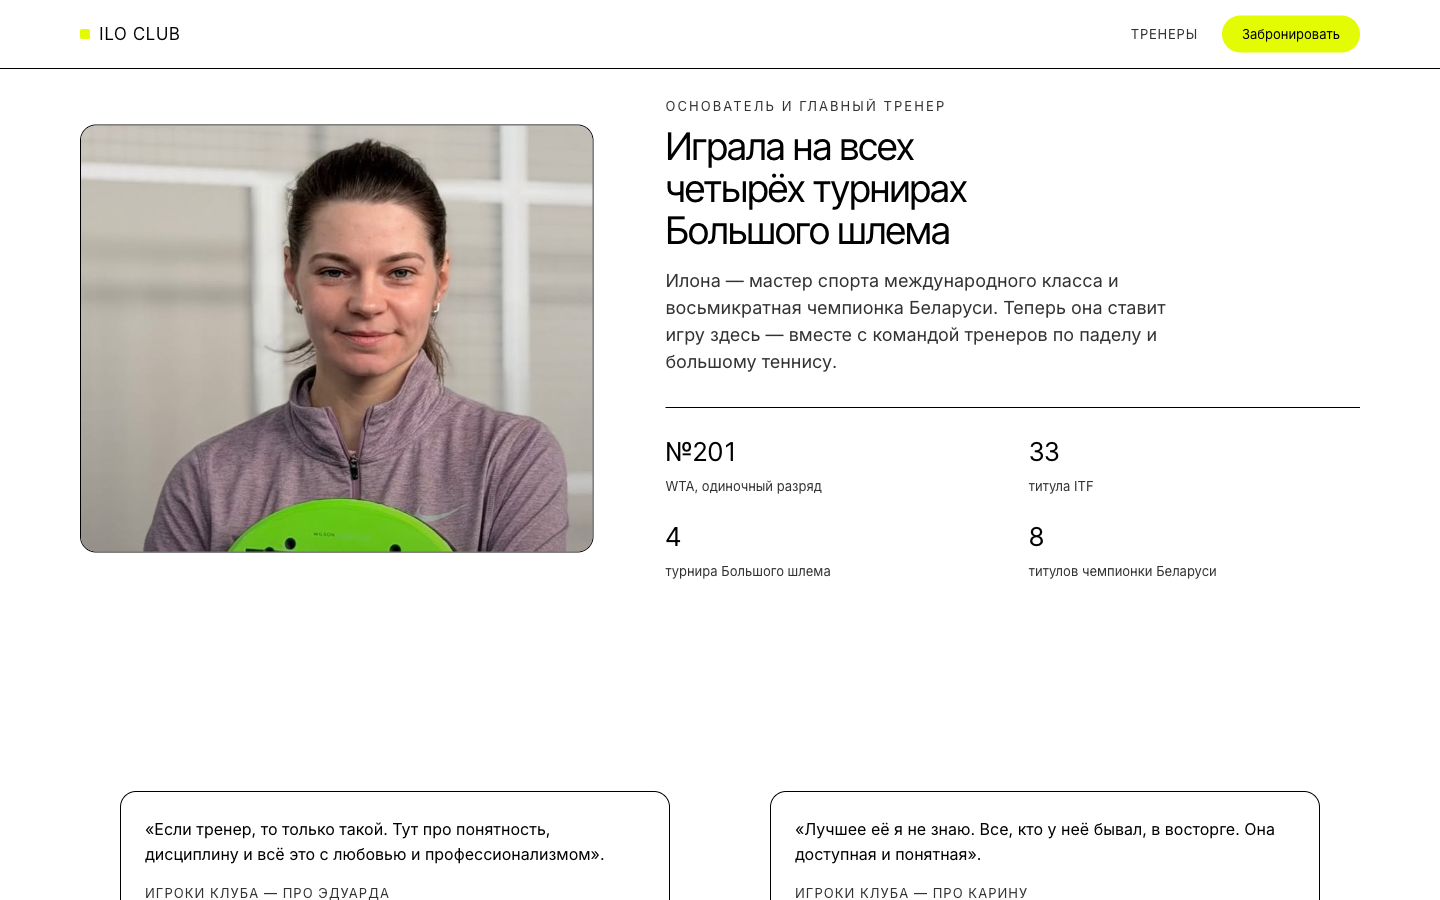 ILO CLUB
ТРЕНЕРЫ
Забронировать
ОСНОВАТЕЛЬ И ГЛАВНЫЙ ТРЕНЕР
Играла на всех
четырёх турнирах
Большого шлема
Илона — мастер спорта международного класса и
восьмикратная чемпионка Беларуси. Теперь она ставит
игру здесь — вместе с командой тренеров по паделу и
большому теннису.
№201
WTA, одиночный разряд
33
титула ITF
4
турнира Большого шлема
8
титулов чемпионки Беларуси
WILSON
«Если тренер, то только такой. Тут про понятность,
дисциплину и всё это с любовью и профессионализмом».
ИГРОКИ КЛУБА — ПРО ЭДУАРДА
«Лучшее её я не знаю. Все, кто у неё бывал, в восторге. Она
доступная и понятная».
ИГРОКИ КЛУБА — ПРО КАРИНУ